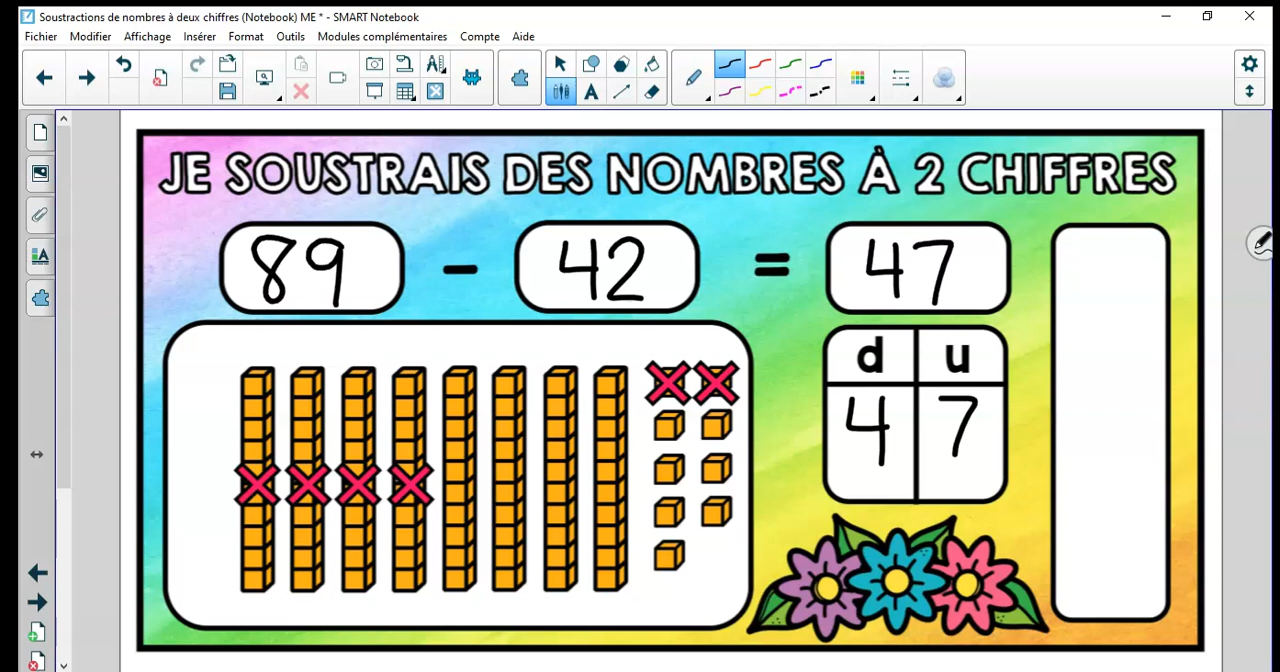 Soustractions de nombres à deux chiffres (Notebook) ME * - SMART Notebook
Fichier Modifier Affichage Insérer Format Outils Modules complémentaires Compte Aide
JE SOUSTRAIS DES NOMBRES À 2 CHIFFRES
89 - 42 = 47
d u
4 7